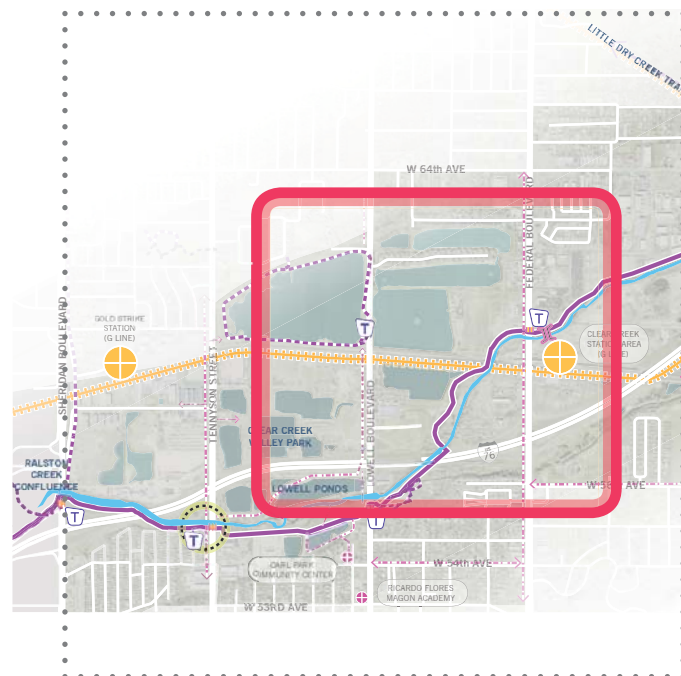 LITTLE DRY CREEK TRA
W 64th AVE
FEDERAL BOULEVARD
SHERIDAN BOULEVARD
GOLD STRIKE
STATION
(G LINE)
T
CLEAR CREEK
STATION AREA
(G LINE)
T
TENNYSON STREET
LOWELL BOULEVARD
CLEAR CREEK
VALLEY PARK
76
RALSTON
CREEK
CONFLUENCE
LOWELL PONDS
W 58th AVE
T
T
T
CARL PARK
COMMUNITY CENTER
W 54th AVE
RICARDO FLORES
MAGON ACADEMY
W 53RD AVE